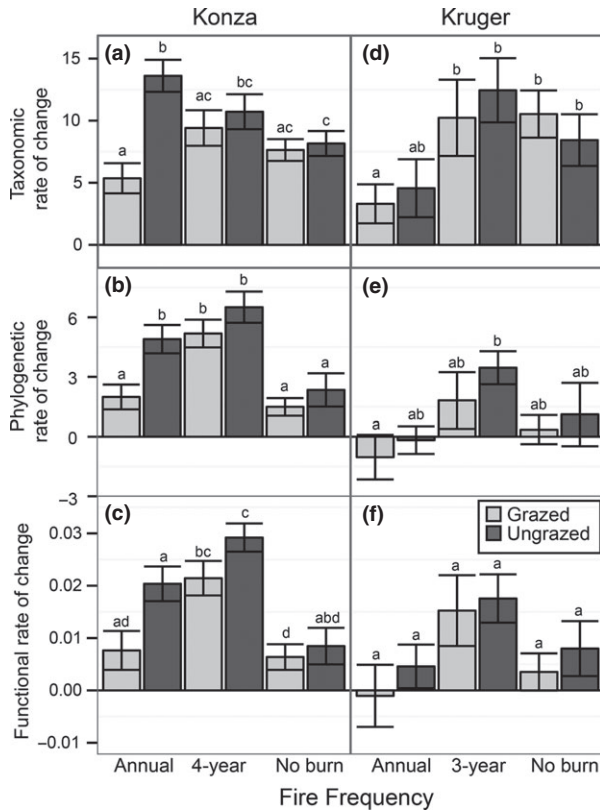 Konza Kruger
(a) (d)
15
10
5
0
Taxonomic
rate of change
a b ac bc ac c
a ab b b b b
(b) (e)
6
3
0
−3
Phylogenetic
rate of change
a b b b a a
a ab ab b ab ab
(c) (f)
0.03
0.02
0.01
0.00
−0.01
Functional rate of change
ad a bc c d abd
a a a a a a
Grazed
Ungrazed
Annual 4-year No burn Annual 3-year No burn
Fire Frequency